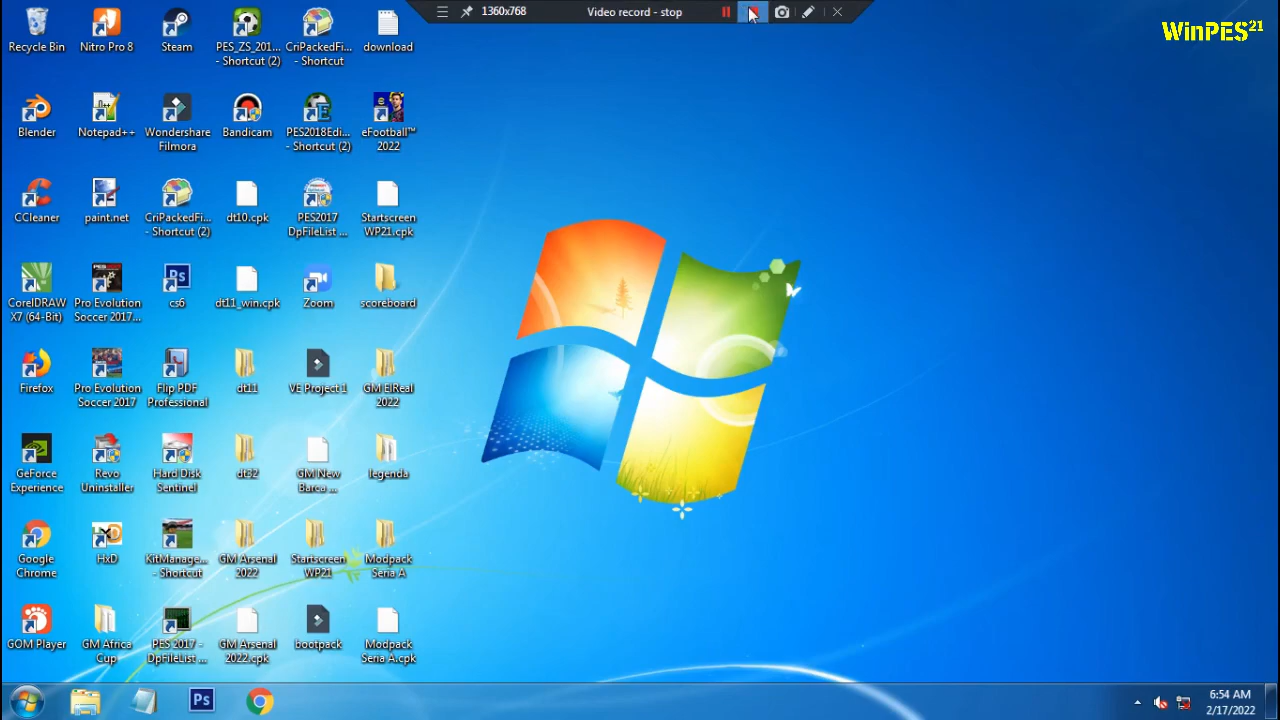 1360x768
Video record - stop
WinPES21
Recycle Bin
Nitro Pro 8
Steam
PES_ZS_201...
- Shortcut (2)
CriPackedFi...
- Shortcut
download
Blender
Notepad++
Wondershare
Filmora
Bandicam
PES2018Edi...
- Shortcut (2)
eFootball™
2022
CCleaner
paint.net
CriPackedFi...
- Shortcut (2)
dt10.cpk
PES2017
DpFileList ...
Startscreen
WP21.cpk
CorelDRAW
X7 (64-Bit)
Pro Evolution
Soccer 2017...
cs6
dt11_win.cpk
Zoom
scoreboard
Firefox
Pro Evolution
Soccer 2017
Flip PDF
Professional
dt11
VE Project 1
GM ElReal
2022
GeForce
Experience
Revo
Uninstaller
Hard Disk
Sentinel
dt32
GM New
Barco ...
legenda
Google
Chrome
HxD
KitManage...
- Shortcut
GM Arsenal
2022
Startscreen
WP21
Modpack
Seria A
GOM Player
GM Africa
Cup
PES 2017 -
DpFileList ...
GM Arsenal
2022.cpk
bootpack
Modpack
Seria A.cpk
Ps
6:54 AM
2/17/2022